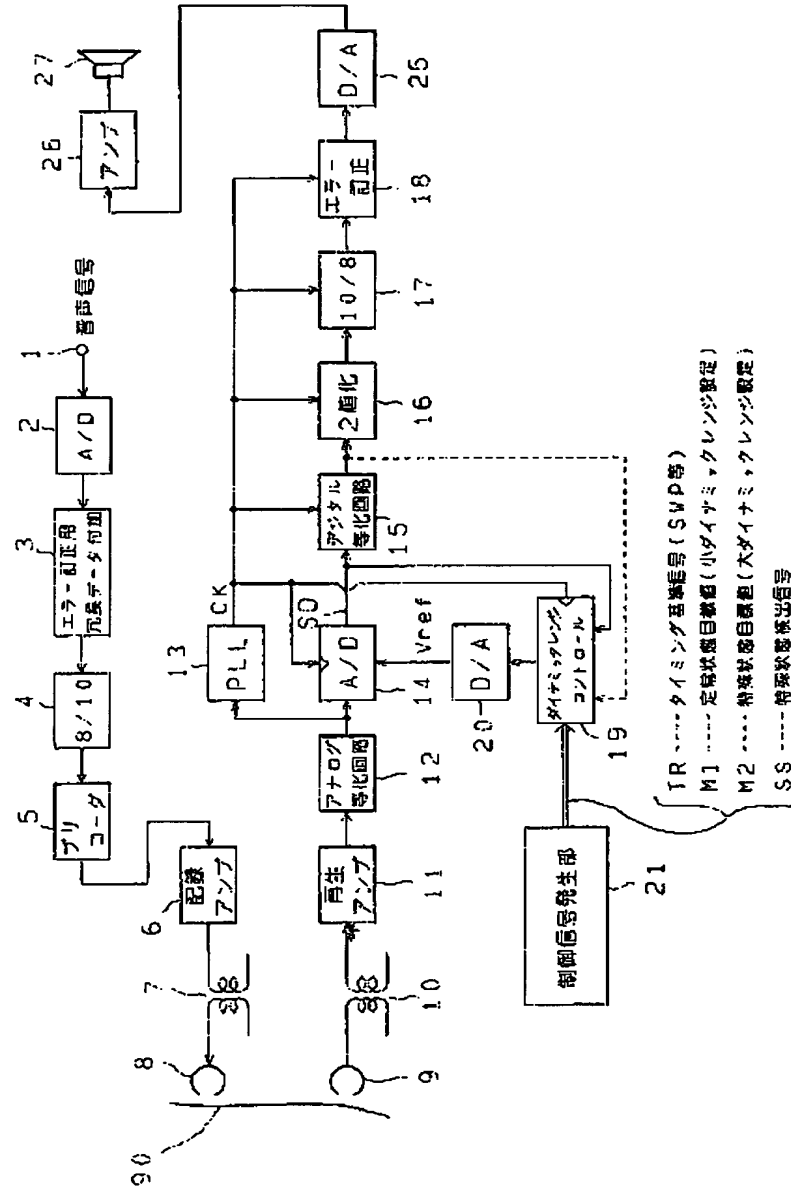 1
音声信号
2
A/D
3
エラー訂正用
冗長データ付加
4
8/10
5
プリ
コーダ
6
記録
アンプ
7
8
90
9
10
11
再生
アンプ
12
アナログ
等化回路
13
PLL
CK
14
A/D
SD
Vref
15
デジタル
等化回路
16
2値化
17
10/8
18
エラー
訂正
25
D/A
26
アンプ
27
20
D/A
19
ダイナミックレンジ
コントロール
21
制御信号発生部
TR ---- タイミング基準信号(SWP等)
M1 ---- 定常状態目標値(小ダイナミックレンジ設定)
M2 ---- 特殊状態目標値(大ダイナミックレンジ設定)
SS ---- 特殊状態検出信号